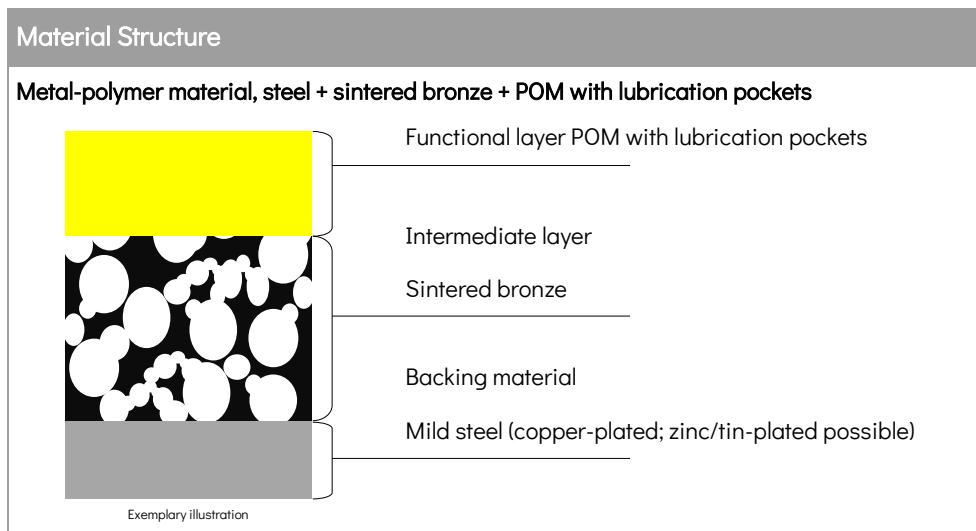 Material Structure
Metal-polymer material, steel + sintered bronze + POM with lubrication pockets
Functional layer POM with lubrication pockets
Intermediate layer
Sintered bronze
Backing material
Mild steel (copper-plated; zinc/tin-plated possible)
Exemplary illustration